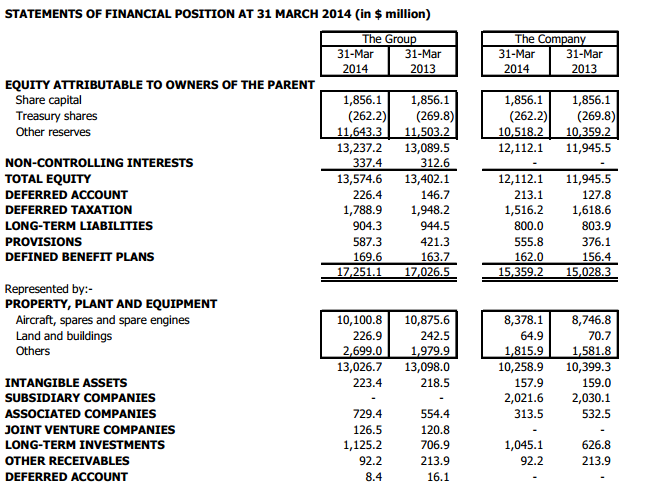 STATEMENTS OF FINANCIAL POSITION AT 31 MARCH 2014 (in $ million)
The Group The Company
31-Mar 31-Mar 31-Mar 31-Mar
2014 2013 2014 2013
EQUITY ATTRIBUTABLE TO OWNERS OF THE PARENT
Share capital 1,856.1 1,856.1 1,856.1 1,856.1
Treasury shares (262.2) (269.8) (262.2) (269.8)
Other reserves 11,643.3 11,503.2 10,518.2 10,359.2
13,237.2 13,089.5 12,112.1 11,945.5
NON-CONTROLLING INTERESTS 337.4 312.6 - -
TOTAL EQUITY 13,574.6 13,402.1 12,112.1 11,945.5
DEFERRED ACCOUNT 226.4 146.7 213.1 127.8
DEFERRED TAXATION 1,788.9 1,948.2 1,516.2 1,618.6
LONG-TERM LIABILITIES 904.3 944.5 800.0 803.9
PROVISIONS 587.3 421.3 555.8 376.1
DEFINED BENEFIT PLANS 169.6 163.7 162.0 156.4
17,251.1 17,026.5 15,359.2 15,028.3
Represented by:-
PROPERTY, PLANT AND EQUIPMENT
Aircraft, spares and spare engines 10,100.8 10,875.6 8,378.1 8,746.8
Land and buildings 226.9 242.5 64.9 70.7
Others 2,699.0 1,979.9 1,815.9 1,581.8
13,026.7 13,098.0 10,258.9 10,399.3
INTANGIBLE ASSETS 223.4 218.5 157.9 159.0
SUBSIDIARY COMPANIES - - 2,021.6 2,030.1
ASSOCIATED COMPANIES 729.4 554.4 313.5 532.5
JOINT VENTURE COMPANIES 126.5 120.8 - -
LONG-TERM INVESTMENTS 1,125.2 706.9 1,045.1 626.8
OTHER RECEIVABLES 92.2 213.9 92.2 213.9
DEFERRED ACCOUNT 8.4 16.1 - -